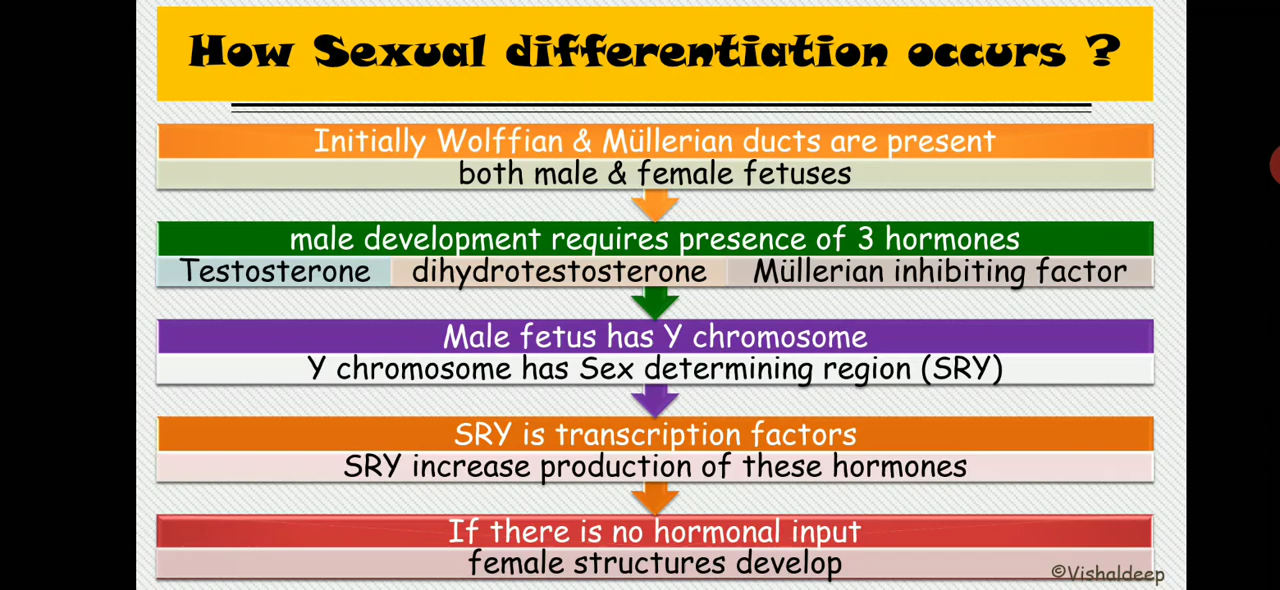 How Sexual differentiation occurs ?
Initially Wolffian & Müllerian ducts are present
both male & female fetuses
male development requires presence of 3 hormones
Testosterone dihydrotestosterone Müllerian inhibiting factor
Male fetus has Y chromosome
Y chromosome has Sex determining region (SRY)
SRY is transcription factors
SRY increase production of these hormones
If there is no hormonal input
female structures develop
©Vishaldeep